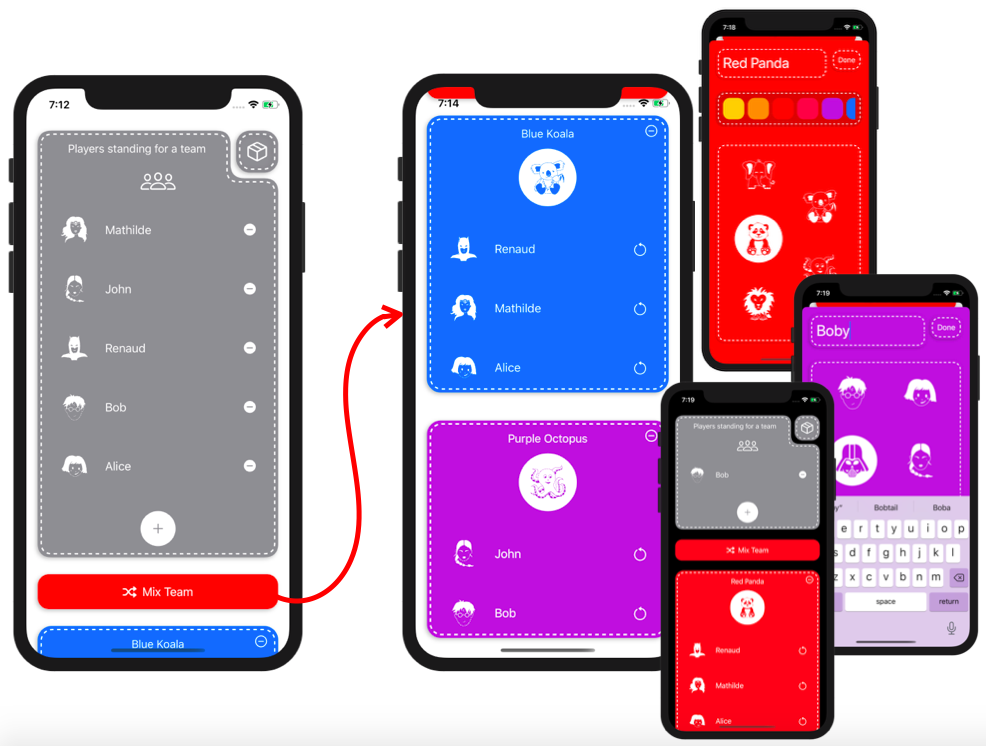 7:12
Players standing for a team
Mathilde
John
Renaud
Bob
Alice
+
Mix Team
Blue Koala
7:14
Blue Koala
Renaud
Mathilde
Alice
Purple Octopus
John
Bob
7:18
Red Panda
Done
7:19
Boby
Done
y" Bobtail Boba
e r t y u i o p
s d f g h j k l
z x c v b n m
space return
7:19
Players standing for a team
Bob
+
Mix Team
Red Panda
Renaud
Mathilde
Alice